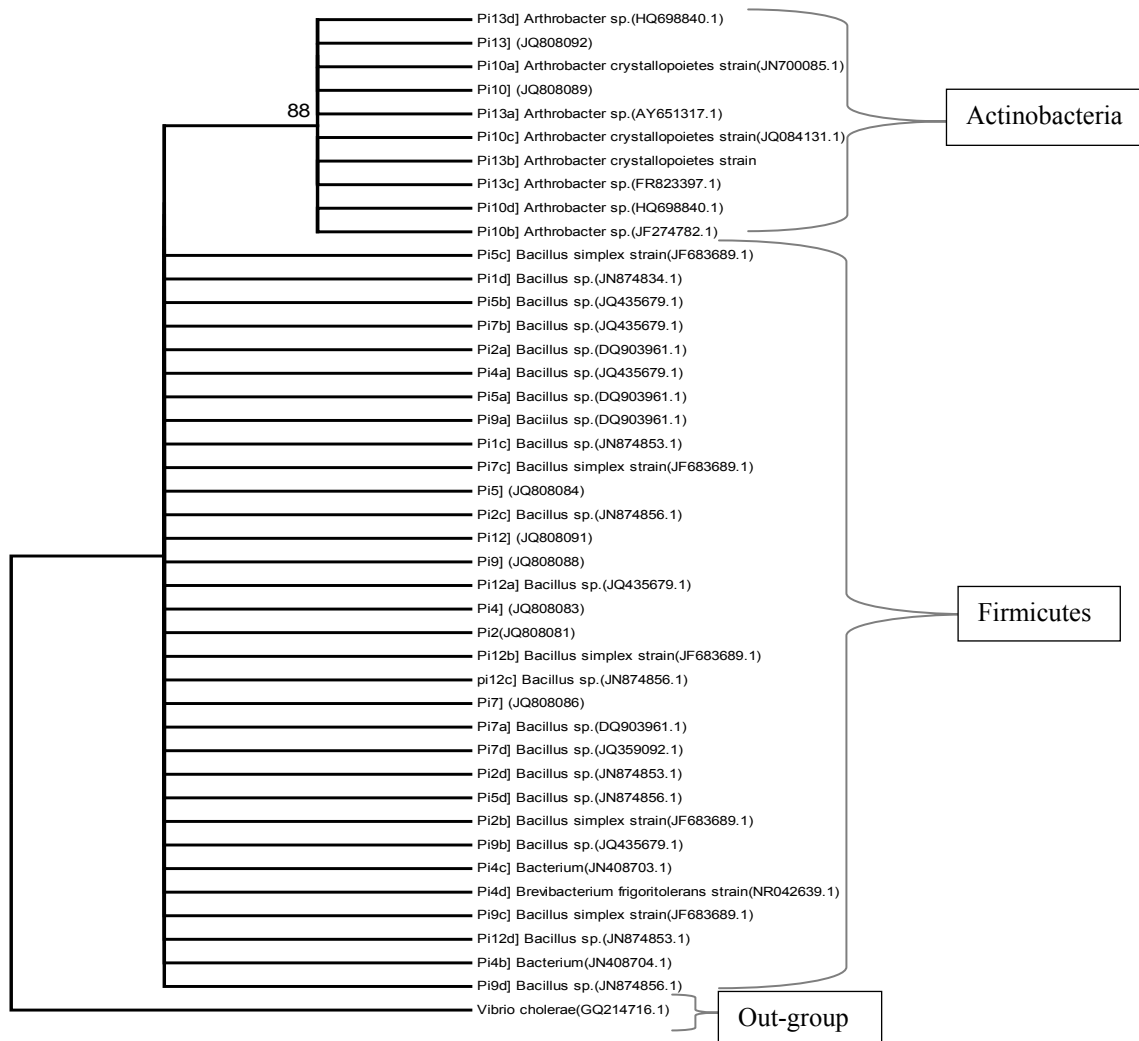 Pi13d] Arthrobacter sp.(HQ698840.1)
Pi13] (JQ808092)
Pi10a] Arthrobacter crystallopoietes strain(JN700085.1)
Pi10] (JQ808089)
88
Pi13a] Arthrobacter sp.(AY651317.1)
Actinobacteria
Pi10c] Arthrobacter crystallopoietes strain(JQ084131.1)
Pi13b] Arthrobacter crystallopoietes strain
Pi13c] Arthrobacter sp.(FR823397.1)
Pi10d] Arthrobacter sp.(HQ698840.1)
Pi10b] Arthrobacter sp.(JF274782.1)
Pi5c] Bacillus simplex strain(JF683689.1)
Pi1d] Bacillus sp.(JN874834.1)
Pi5b] Bacillus sp.(JQ435679.1)
Pi7b] Bacillus sp.(JQ435679.1)
Pi2a] Bacillus sp.(DQ903961.1)
Pi4a] Bacillus sp.(JQ435679.1)
Pi5a] Bacillus sp.(DQ903961.1)
Pi9a] Baciillus sp.(DQ903961.1)
Pi1c] Bacillus sp.(JN874853.1)
Pi7c] Bacillus simplex strain(JF683689.1)
Pi5] (JQ808084)
Pi2c] Bacillus sp.(JN874856.1)
Pi12] (JQ808091)
Pi9] (JQ808088)
Pi12a] Bacillus sp.(JQ435679.1)
Pi4] (JQ808083)
Firmicutes
Pi2(JQ808081)
Pi12b] Bacillus simplex strain(JF683689.1)
pi12c] Bacillus sp.(JN874856.1)
Pi7] (JQ808086)
Pi7a] Bacillus sp.(DQ903961.1)
Pi7d] Bacillus sp.(JQ359092.1)
Pi2d] Bacillus sp.(JN874853.1)
Pi5d] Bacillus sp.(JN874856.1)
Pi2b] Bacillus simplex strain(JF683689.1)
Pi9b] Bacillus sp.(JQ435679.1)
Pi4c] Bacterium(JN408703.1)
Pi4d] Brevibacterium frigoritolerans strain(NR042639.1)
Pi9c] Bacillus simplex strain(JF683689.1)
Pi12d] Bacillus sp.(JN874853.1)
Pi4b] Bacterium(JN408704.1)
Pi9d] Bacillus sp.(JN874856.1)
Vibrio cholerae(GQ214716.1)
Out-group